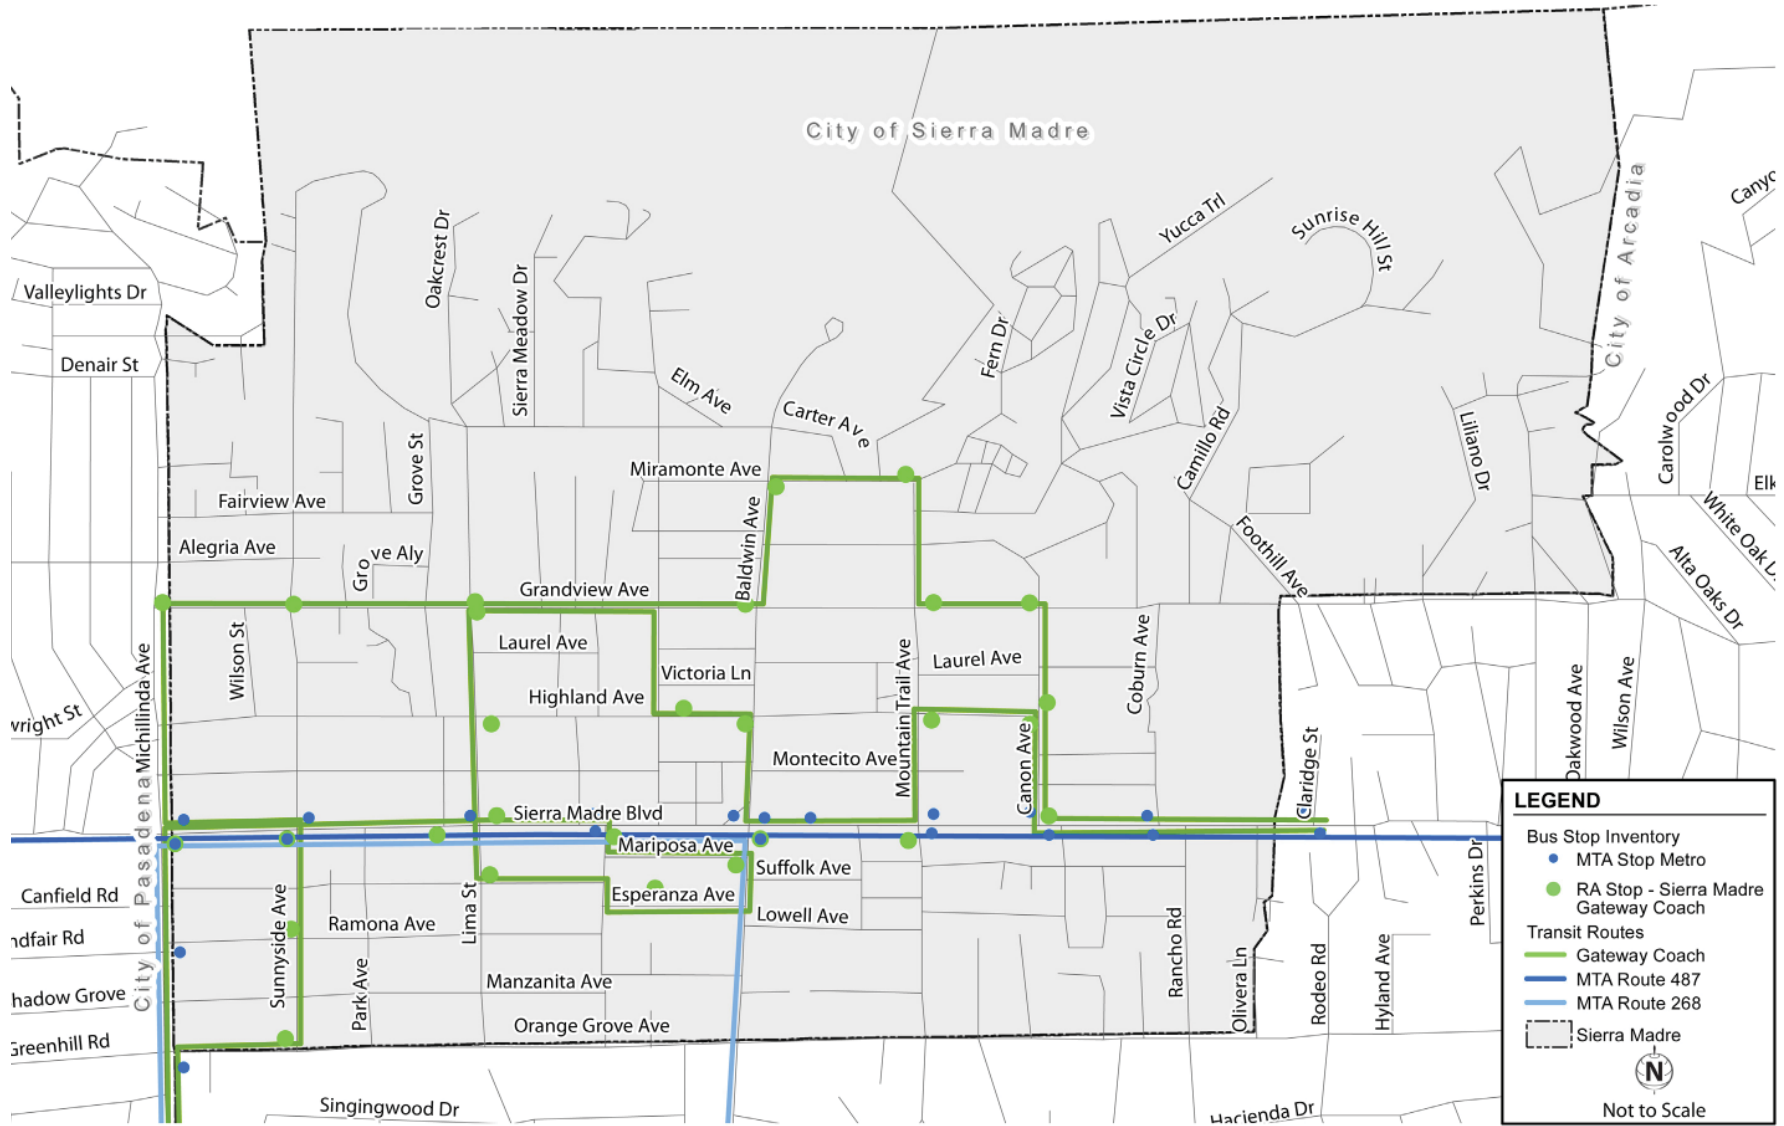 City of Sierra Madre
Canyo
Yucca Trl
Sunrise Hill St
City of Arcadia
Oakcrest Dr
Valleylights Dr
Sierra Meadow Dr
Fern Dr
Vista Circle Dr
Denair St
Elm Ave
Carter Ave
Camillo Rd
Liliano Dr
Carolwood Dr
Grove St
Miramonte Ave
Elk
Fairview Ave
White Oak D
Baldwin Ave
Foothill Ave
Alegria Ave
Grove Aly
Alta Oaks Dr
Grandview Ave
Wilson St
Laurel Ave
Laurel Ave
Coburn Ave
Victoria Ln
Mountain Trail Ave
Michillinda Ave
Highland Ave
Oakwood Ave
Wilson Ave
wright St
Montecito Ave
Canon Ave
Claridge St
Sierra Madre Blvd
Mariposa Ave
Suffolk Ave
City of Pasadena
Canfield Rd
Esperanza Ave
Perkins Dr
Sunnyside Ave
Lima St
Ramona Ave
Lowell Ave
ndfair Rd
Rancho Rd
Park Ave
Manzanita Ave
Olivera Ln
Rodeo Rd
Hyland Ave
hadow Grove
Orange Grove Ave
Greenhill Rd
Singingwood Dr
Hacienda Dr
LEGEND
Bus Stop Inventory
MTA Stop Metro
RA Stop - Sierra Madre
Gateway Coach
Transit Routes
Gateway Coach
MTA Route 487
MTA Route 268
Sierra Madre
N
Not to Scale